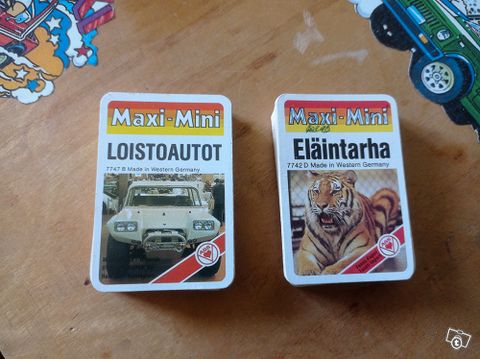 Maxi-Mini
LOISTOAUTOT
7747 B Made in Western Germany
Maxi-Mini
Eläintarha
7742 D Made in Western Germany